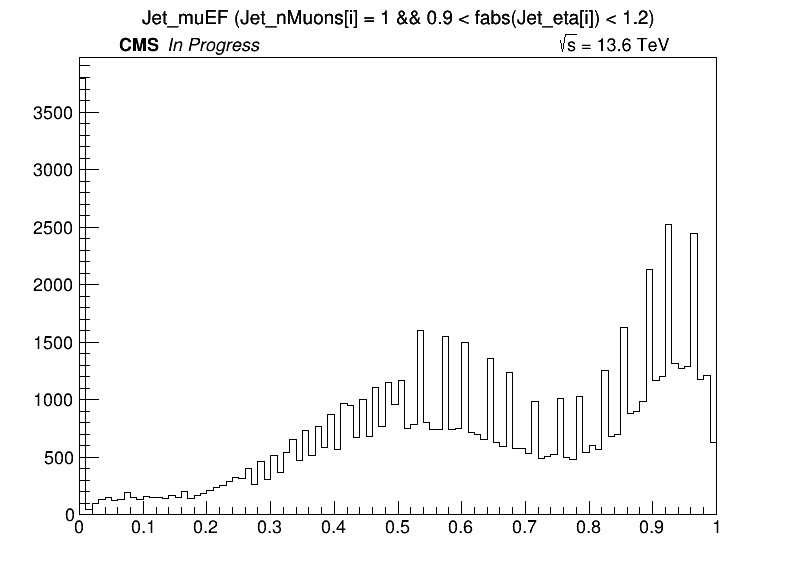 Jet_muEF (Jet_nMuons[i] = 1 && 0.9 < fabs(Jet_eta[i]) < 1.2)
CMS In Progress √s = 13.6 TeV
3500
3000
2500
2000
1500
1000
500
0
0 0.1 0.2 0.3 0.4 0.5 0.6 0.7 0.8 0.9 1